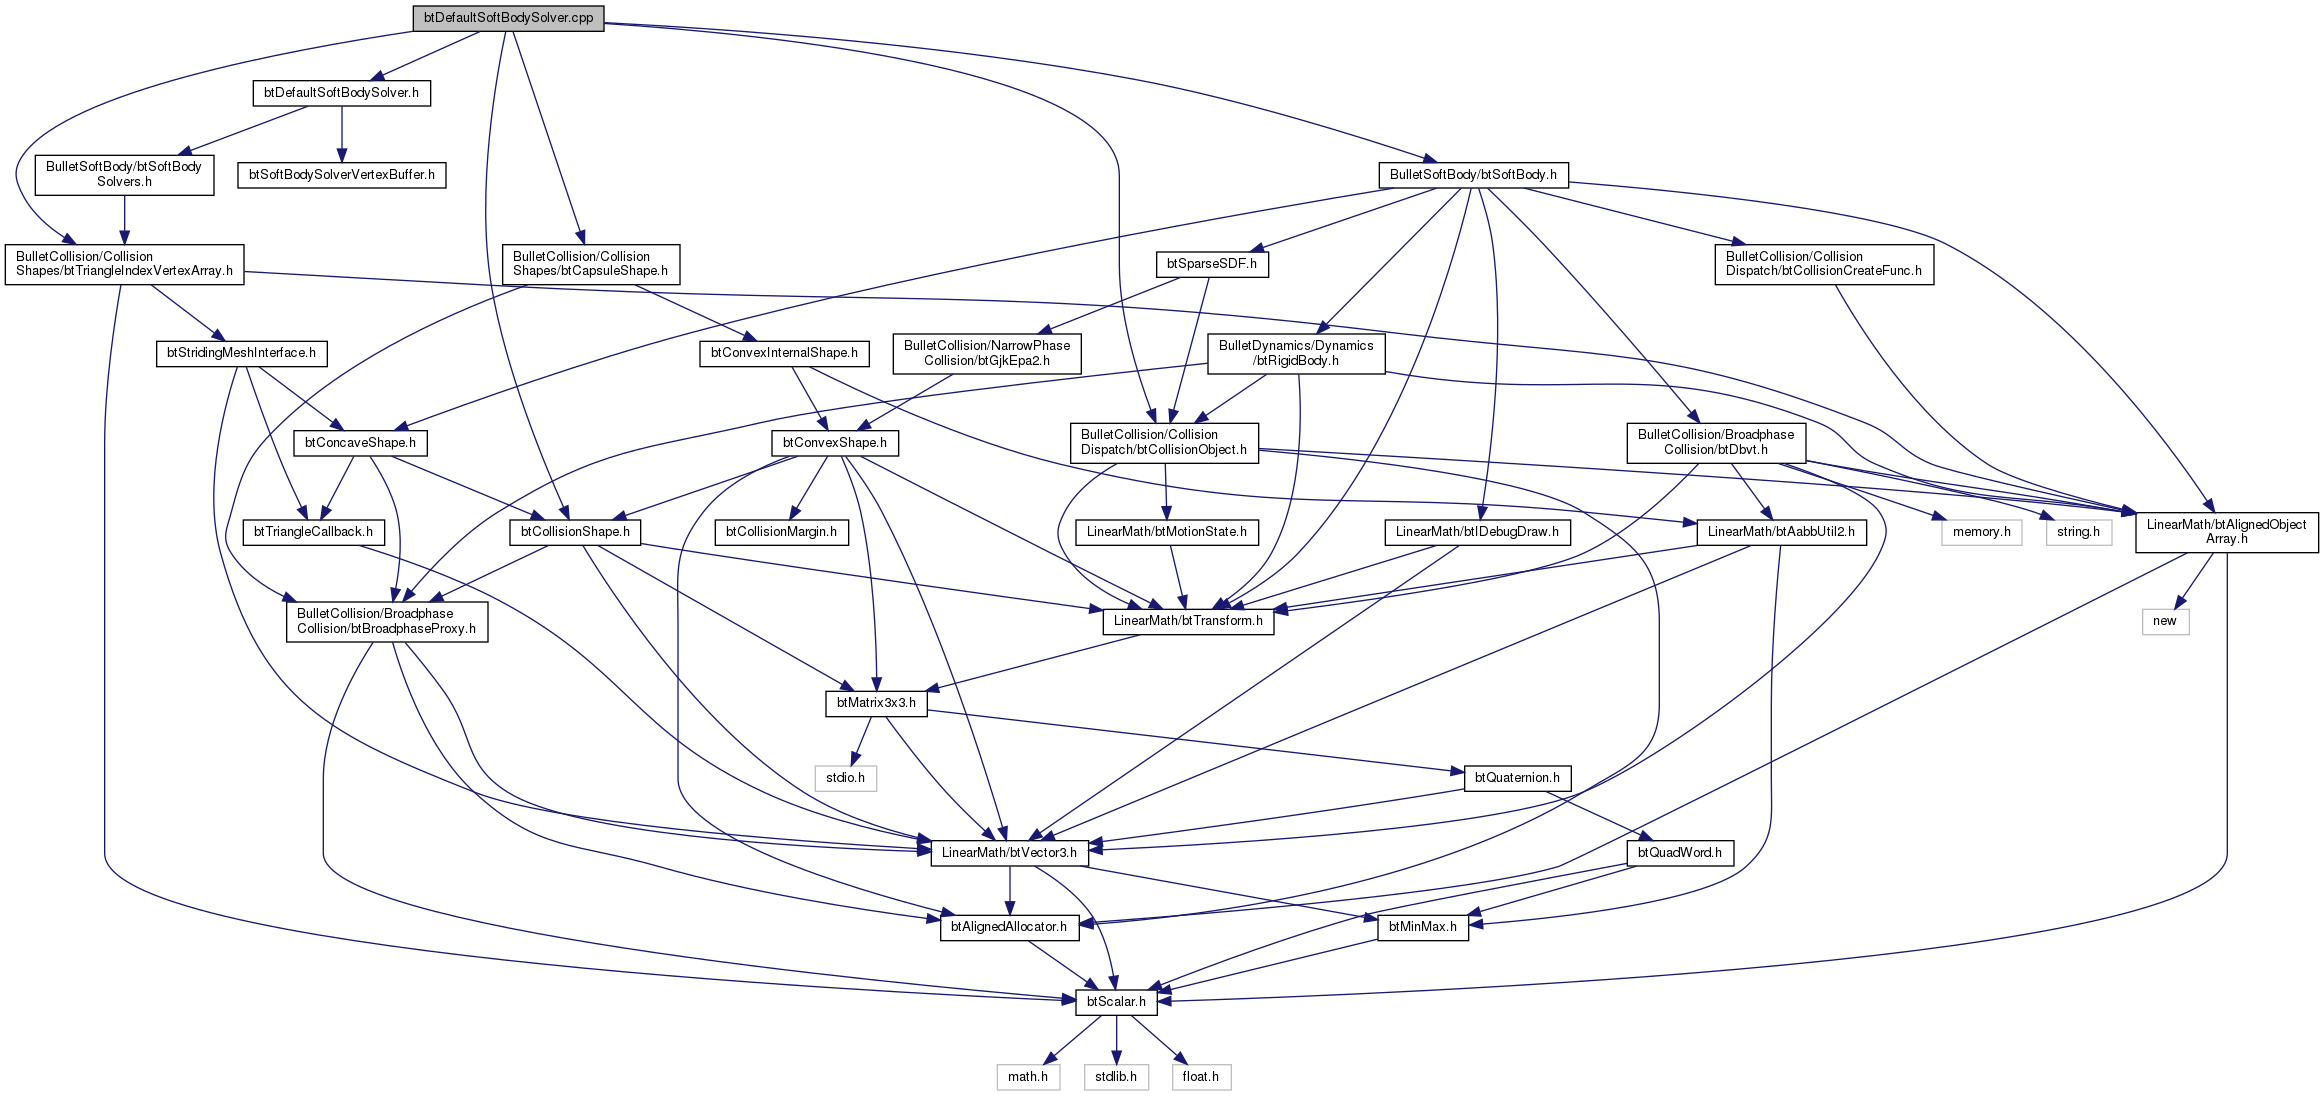 btDefaultSoftBodySolver.cpp
btDefaultSoftBodySolver.h
BulletSoftBody/btSoftBody
Solvers.h
btSoftBodySolverVertexBuffer.h
BulletSoftBody/btSoftBody.h
BulletCollision/Collision
Shapes/btTriangleIndexVertexArray.h
BulletCollision/Collision
Shapes/btCapsuleShape.h
btSparseSDF.h
BulletCollision/Collision
Dispatch/btCollisionCreateFunc.h
btStridingMeshInterface.h
btConvexInternalShape.h
BulletCollision/NarrowPhase
Collision/btGjkEpa2.h
BulletDynamics/Dynamics
/btRigidBody.h
btConcaveShape.h
btConvexShape.h
BulletCollision/Collision
Dispatch/btCollisionObject.h
BulletCollision/Broadphase
Collision/btDbvt.h
btTriangleCallback.h
btCollisionShape.h
btCollisionMargin.h
LinearMath/btMotionState.h
LinearMath/btIDebugDraw.h
LinearMath/btAabbUtil2.h
memory.h
string.h
LinearMath/btAlignedObject
Array.h
BulletCollision/Broadphase
Collision/btBroadphaseProxy.h
LinearMath/btTransform.h
new
btMatrix3x3.h
stdio.h
btQuaternion.h
LinearMath/btVector3.h
btQuadWord.h
btAlignedAllocator.h
btMinMax.h
btScalar.h
math.h
stdlib.h
float.h